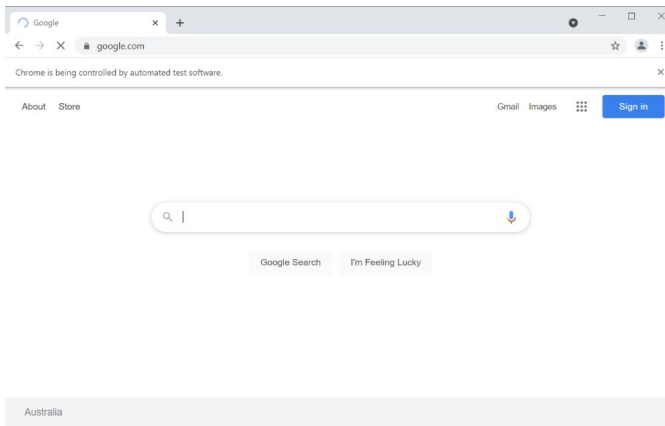 Google
google.com
Chrome is being controlled by automated test software.
About Store Gmail Images Sign in
Google Search I'm Feeling Lucky
Australia